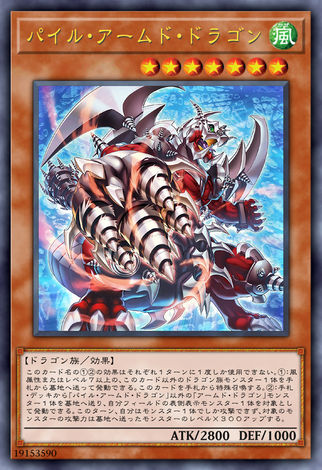 パイル・アームド・ドラゴン 風
【ドラゴン族／効果】
このカード名の①②の効果はそれぞれ１ターンに１度しか使用できない。①：風
属性またはレベル７以上の、このカード以外のドラゴン族モンスター１体を手
札から墓地へ送って発動できる。このカードを手札から特殊召喚する。②：手
札・デッキから「パイル・アームド・ドラゴン」以外の「アームド・ドラゴン」モンス
ター１体を墓地へ送り、自分フィールドの表側表示モンスター１体を対象とし
て発動できる。このターン、自分はモンスター１体でしか攻撃できず、対象のモ
ンスターの攻撃力は墓地へ送ったモンスターのレベル×３００アップする。
ATK/2800 DEF/1000
19153590